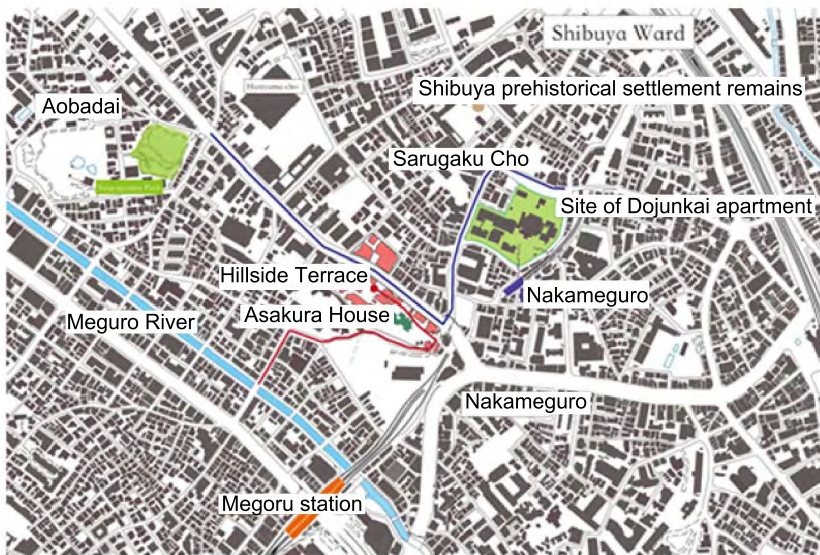 Shibuya Ward
Shibuya prehistorical settlement remains
Aobadai
Sarugaku Cho
Site of Dojunkai apartment
Hillside Terrace
Nakameguro
Asakura House
Meguro River
Nakameguro
Megoru station